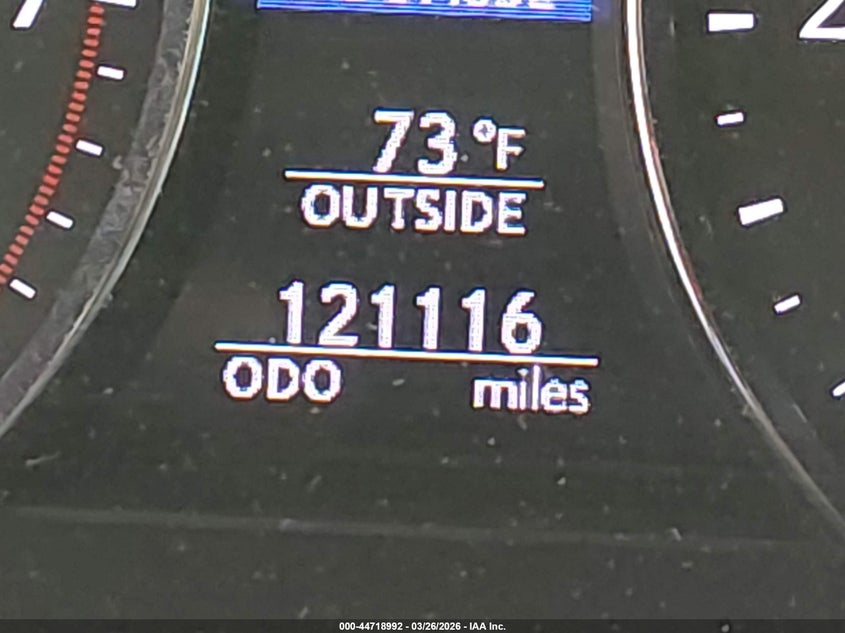 73 °F
OUTSIDE
121116
ODO miles
000-44718992 - 03/26/2026 - IAA Inc.